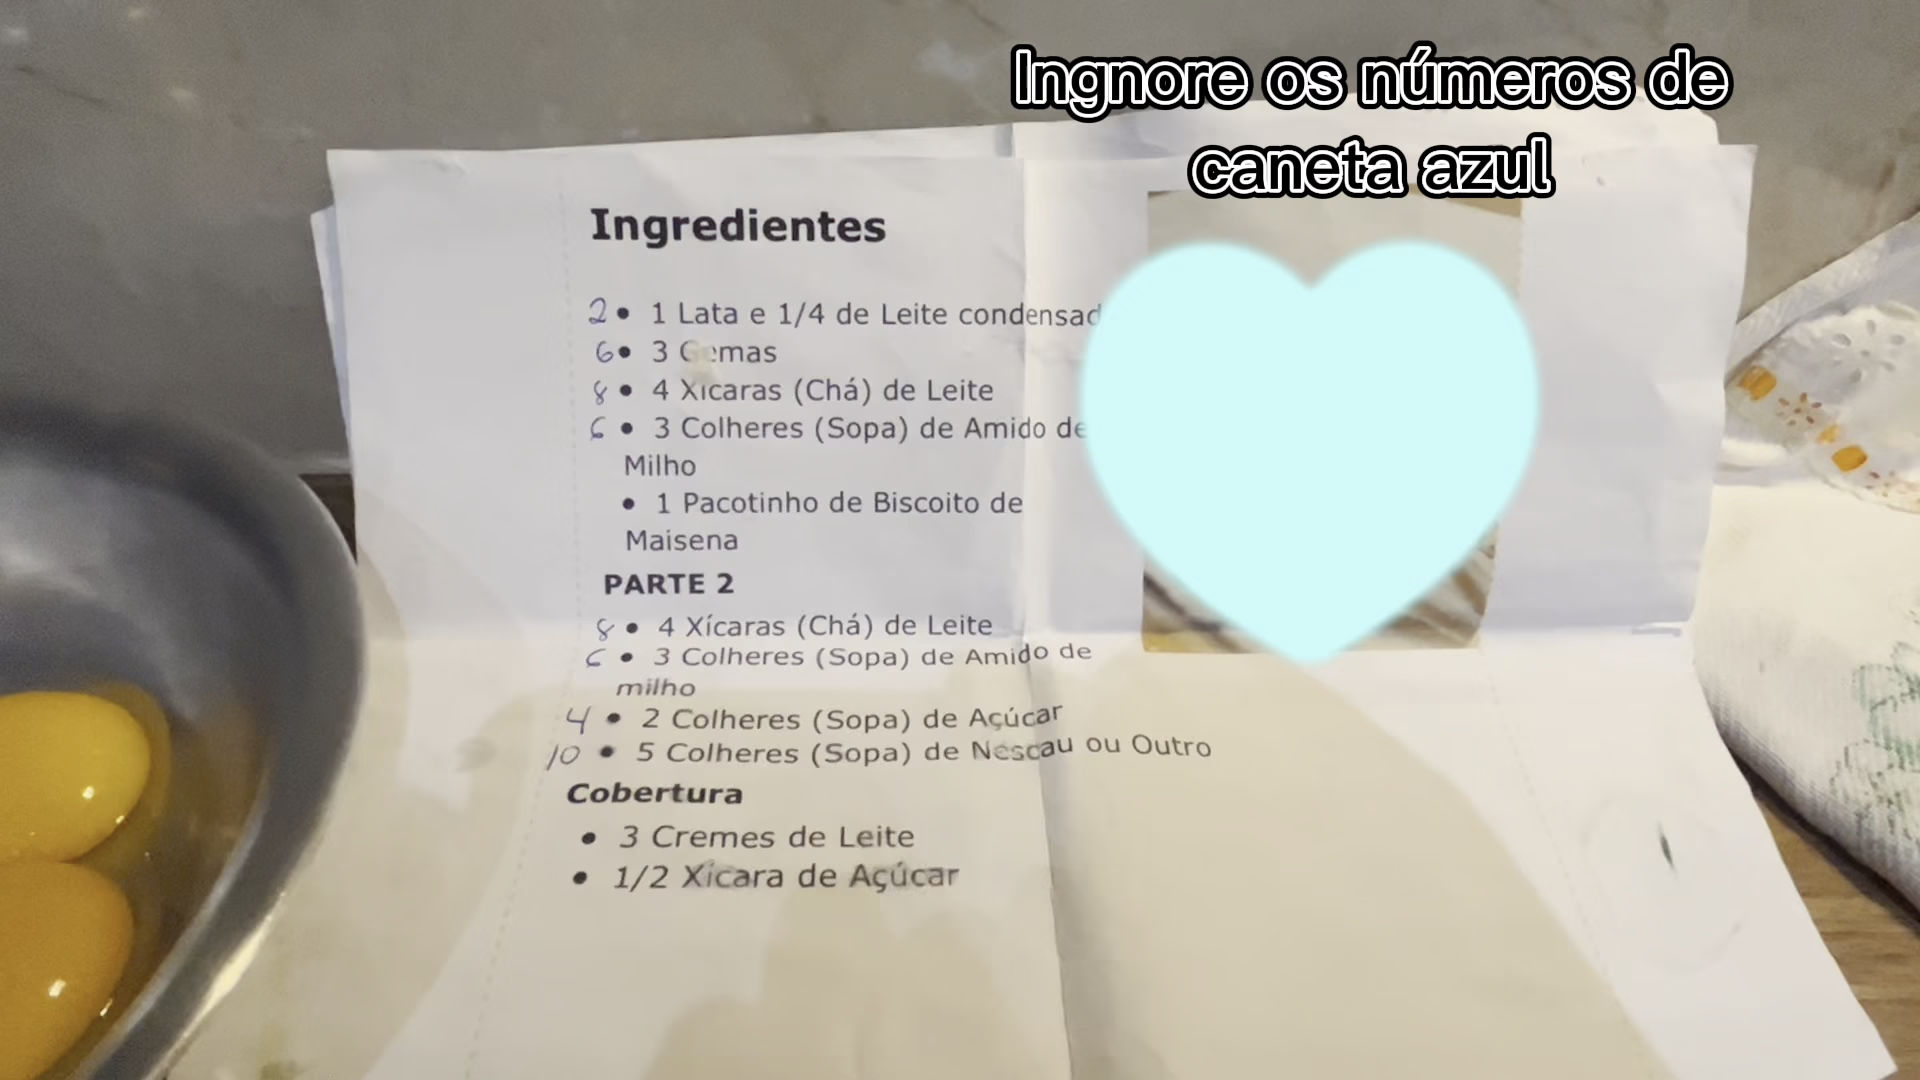 Ingnore os números de
caneta azul
Ingredientes
2 • 1 Lata e 1/4 de Leite condensad
6 • 3 Gemas
8 • 4 Xícaras (Chá) de Leite
6 • 3 Colheres (Sopa) de Amido de
Milho
• 1 Pacotinho de Biscoito de
Maisena
PARTE 2
8 • 4 Xícaras (Chá) de Leite
6 • 3 Colheres (Sopa) de Amido de
milho
4 • 2 Colheres (Sopa) de Açúcar
10 • 5 Colheres (Sopa) de Nescau ou Outro
Cobertura
• 3 Cremes de Leite
• 1/2 Xícara de Açúcar